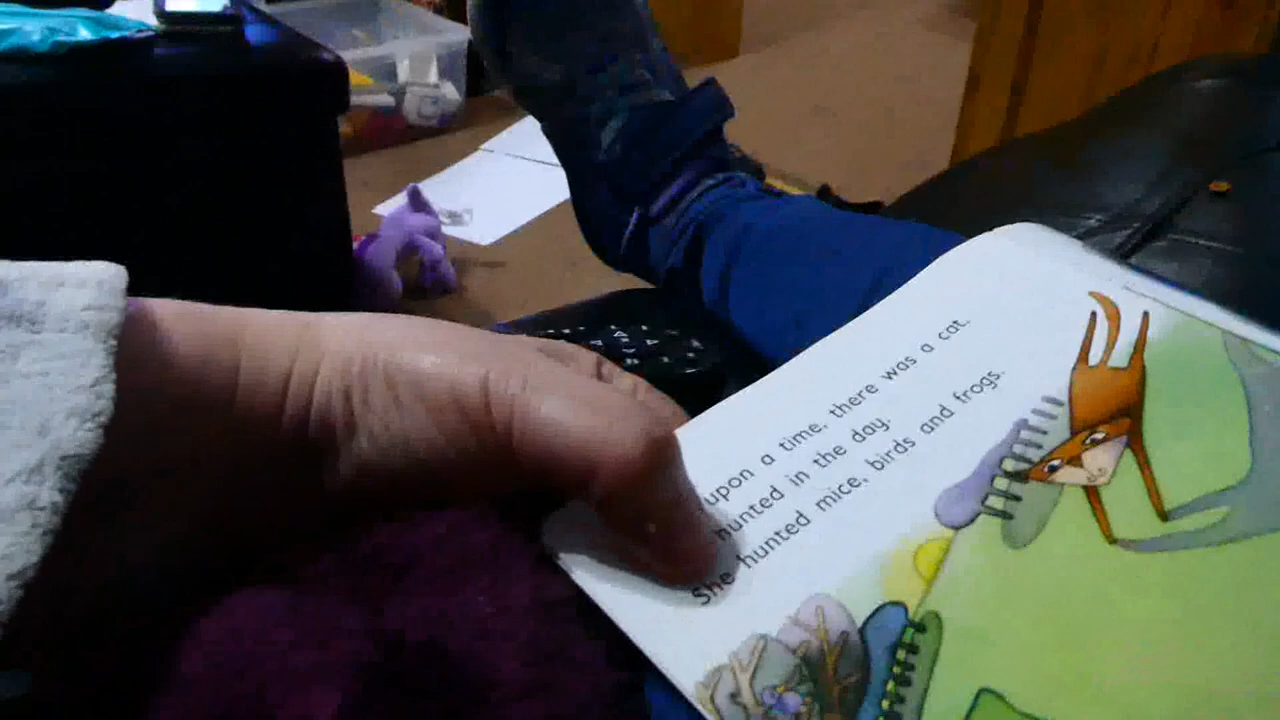 upon a time, there was a cat.
hunted in the day.
She hunted mice, birds and frogs.